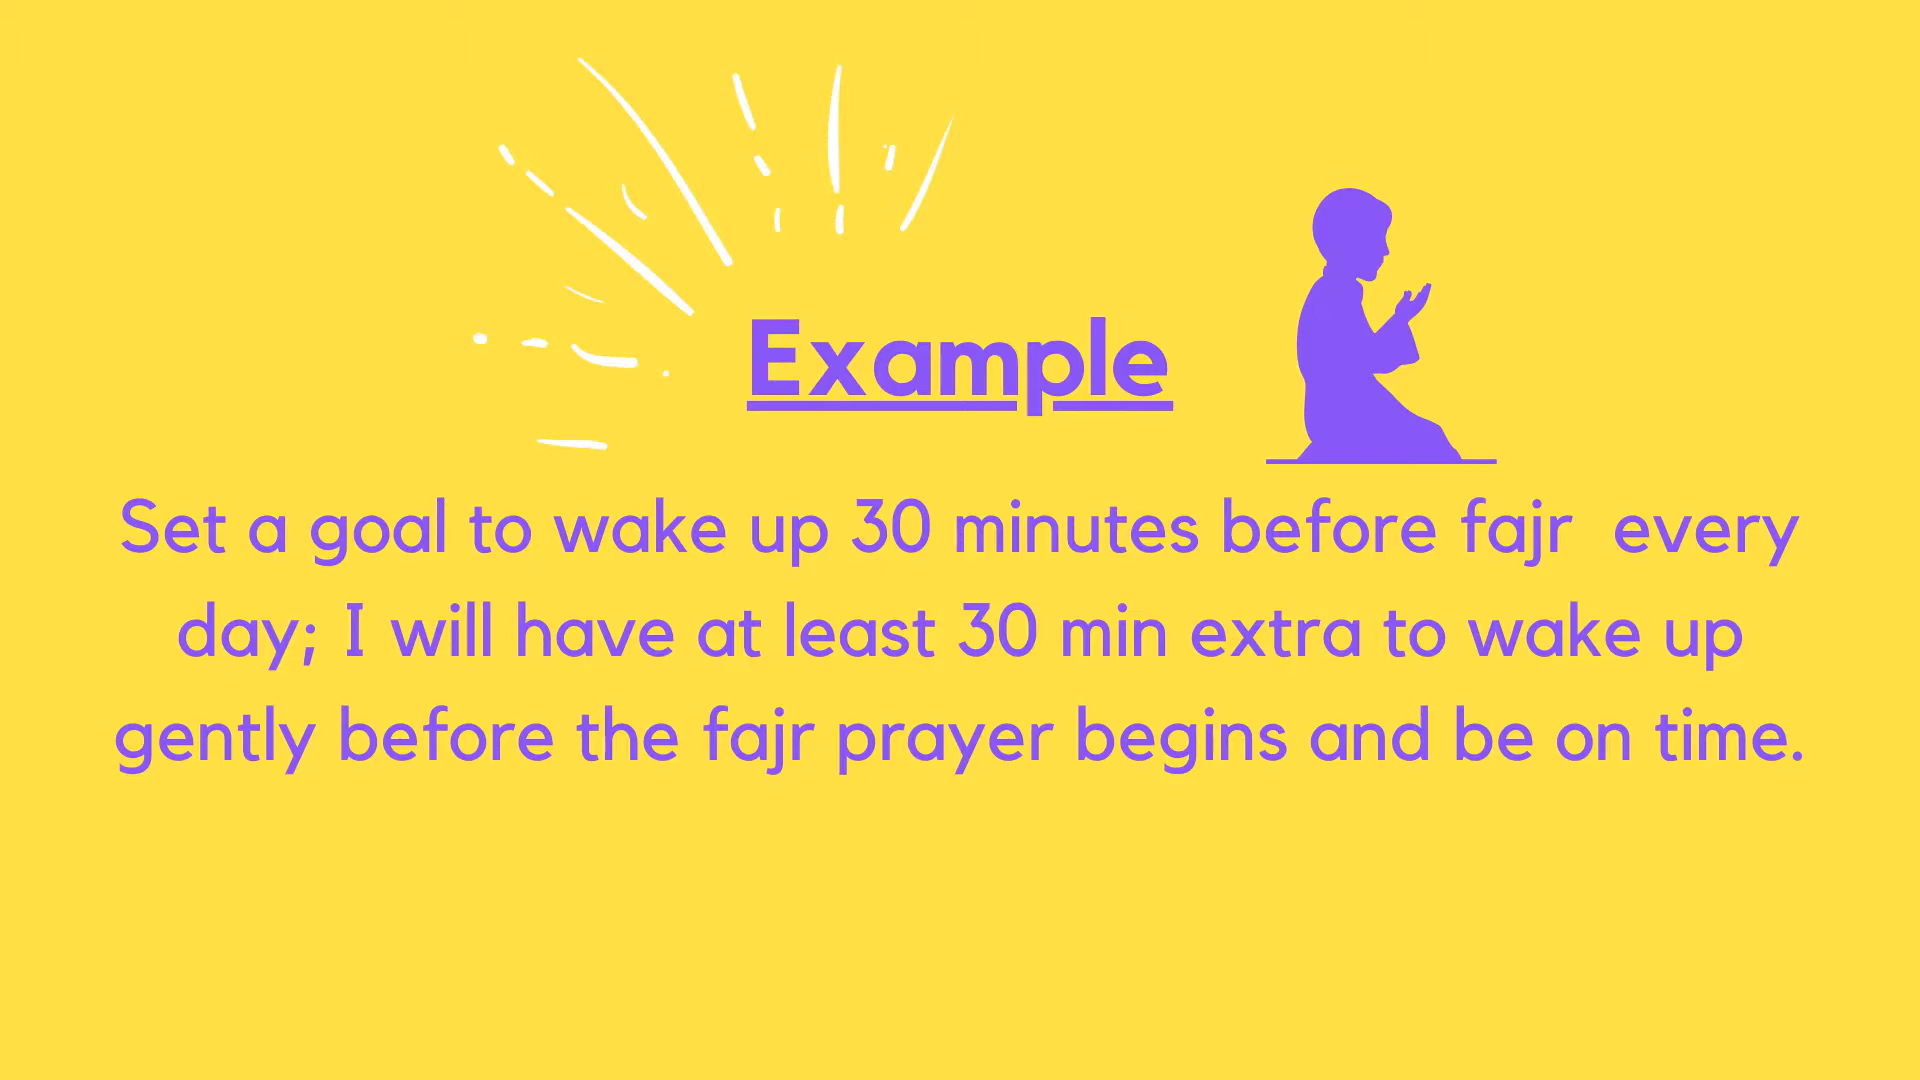 Example
Set a goal to wake up 30 minutes before fajr  every
day; I will have at least 30 min extra to wake up
gently before the fajr prayer begins and be on time.